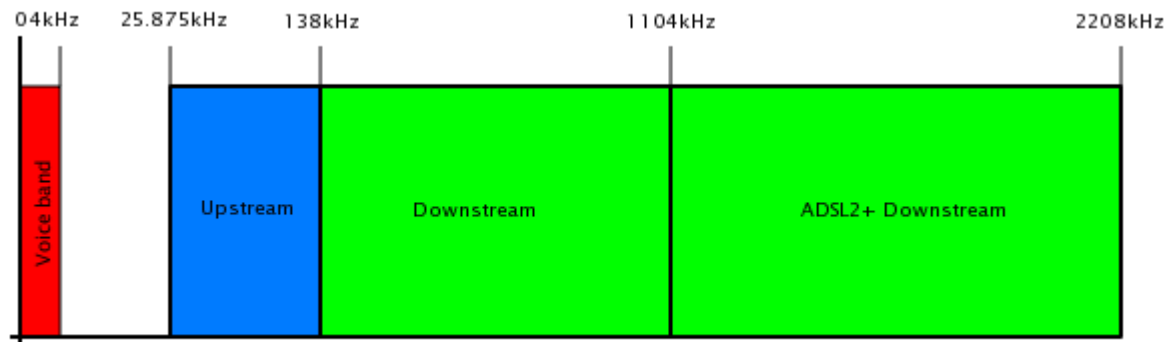 04kHz 25.875kHz 138kHz 1104kHz 2208kHz
Voice band
Upstream
Downstream
ADSL2+ Downstream